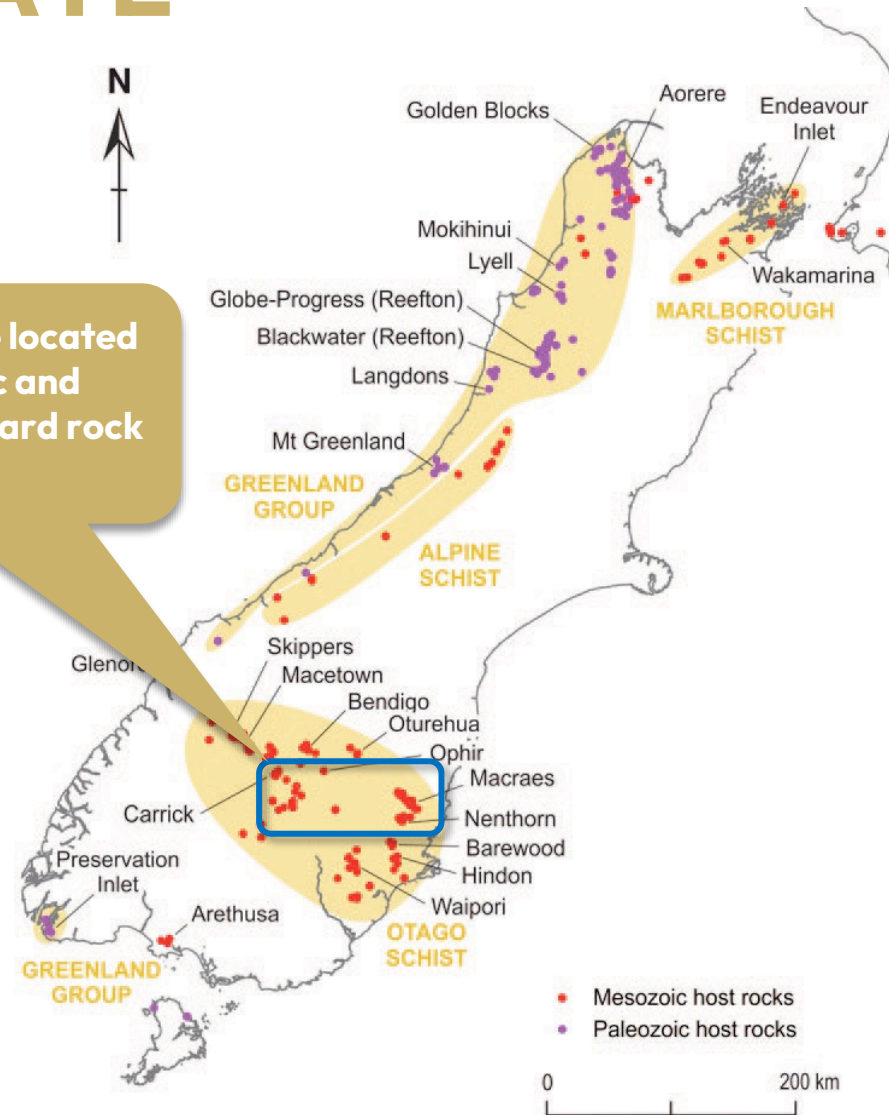 N
Golden Blocks
Aorere
Endeavour
Inlet
Mokihinui
Lyell
Wakamarina
Globe-Progress (Reefton)
MARLBOROUGH
SCHIST
Blackwater (Reefton)
located
Langdons
and
ard rock
Mt Greenland
GREENLAND
GROUP
ALPINE
SCHIST
Skippers
Macetown
Bendigo
Oturehua
Ophir
Macraes
Carrick
Nenthorn
Barewood
Preservation
Inlet
Hindon
Waipori
Arethusa
OTAGO
SCHIST
GREENLAND
GROUP
Mesozoic host rocks
Paleozoic host rocks
0
200 km